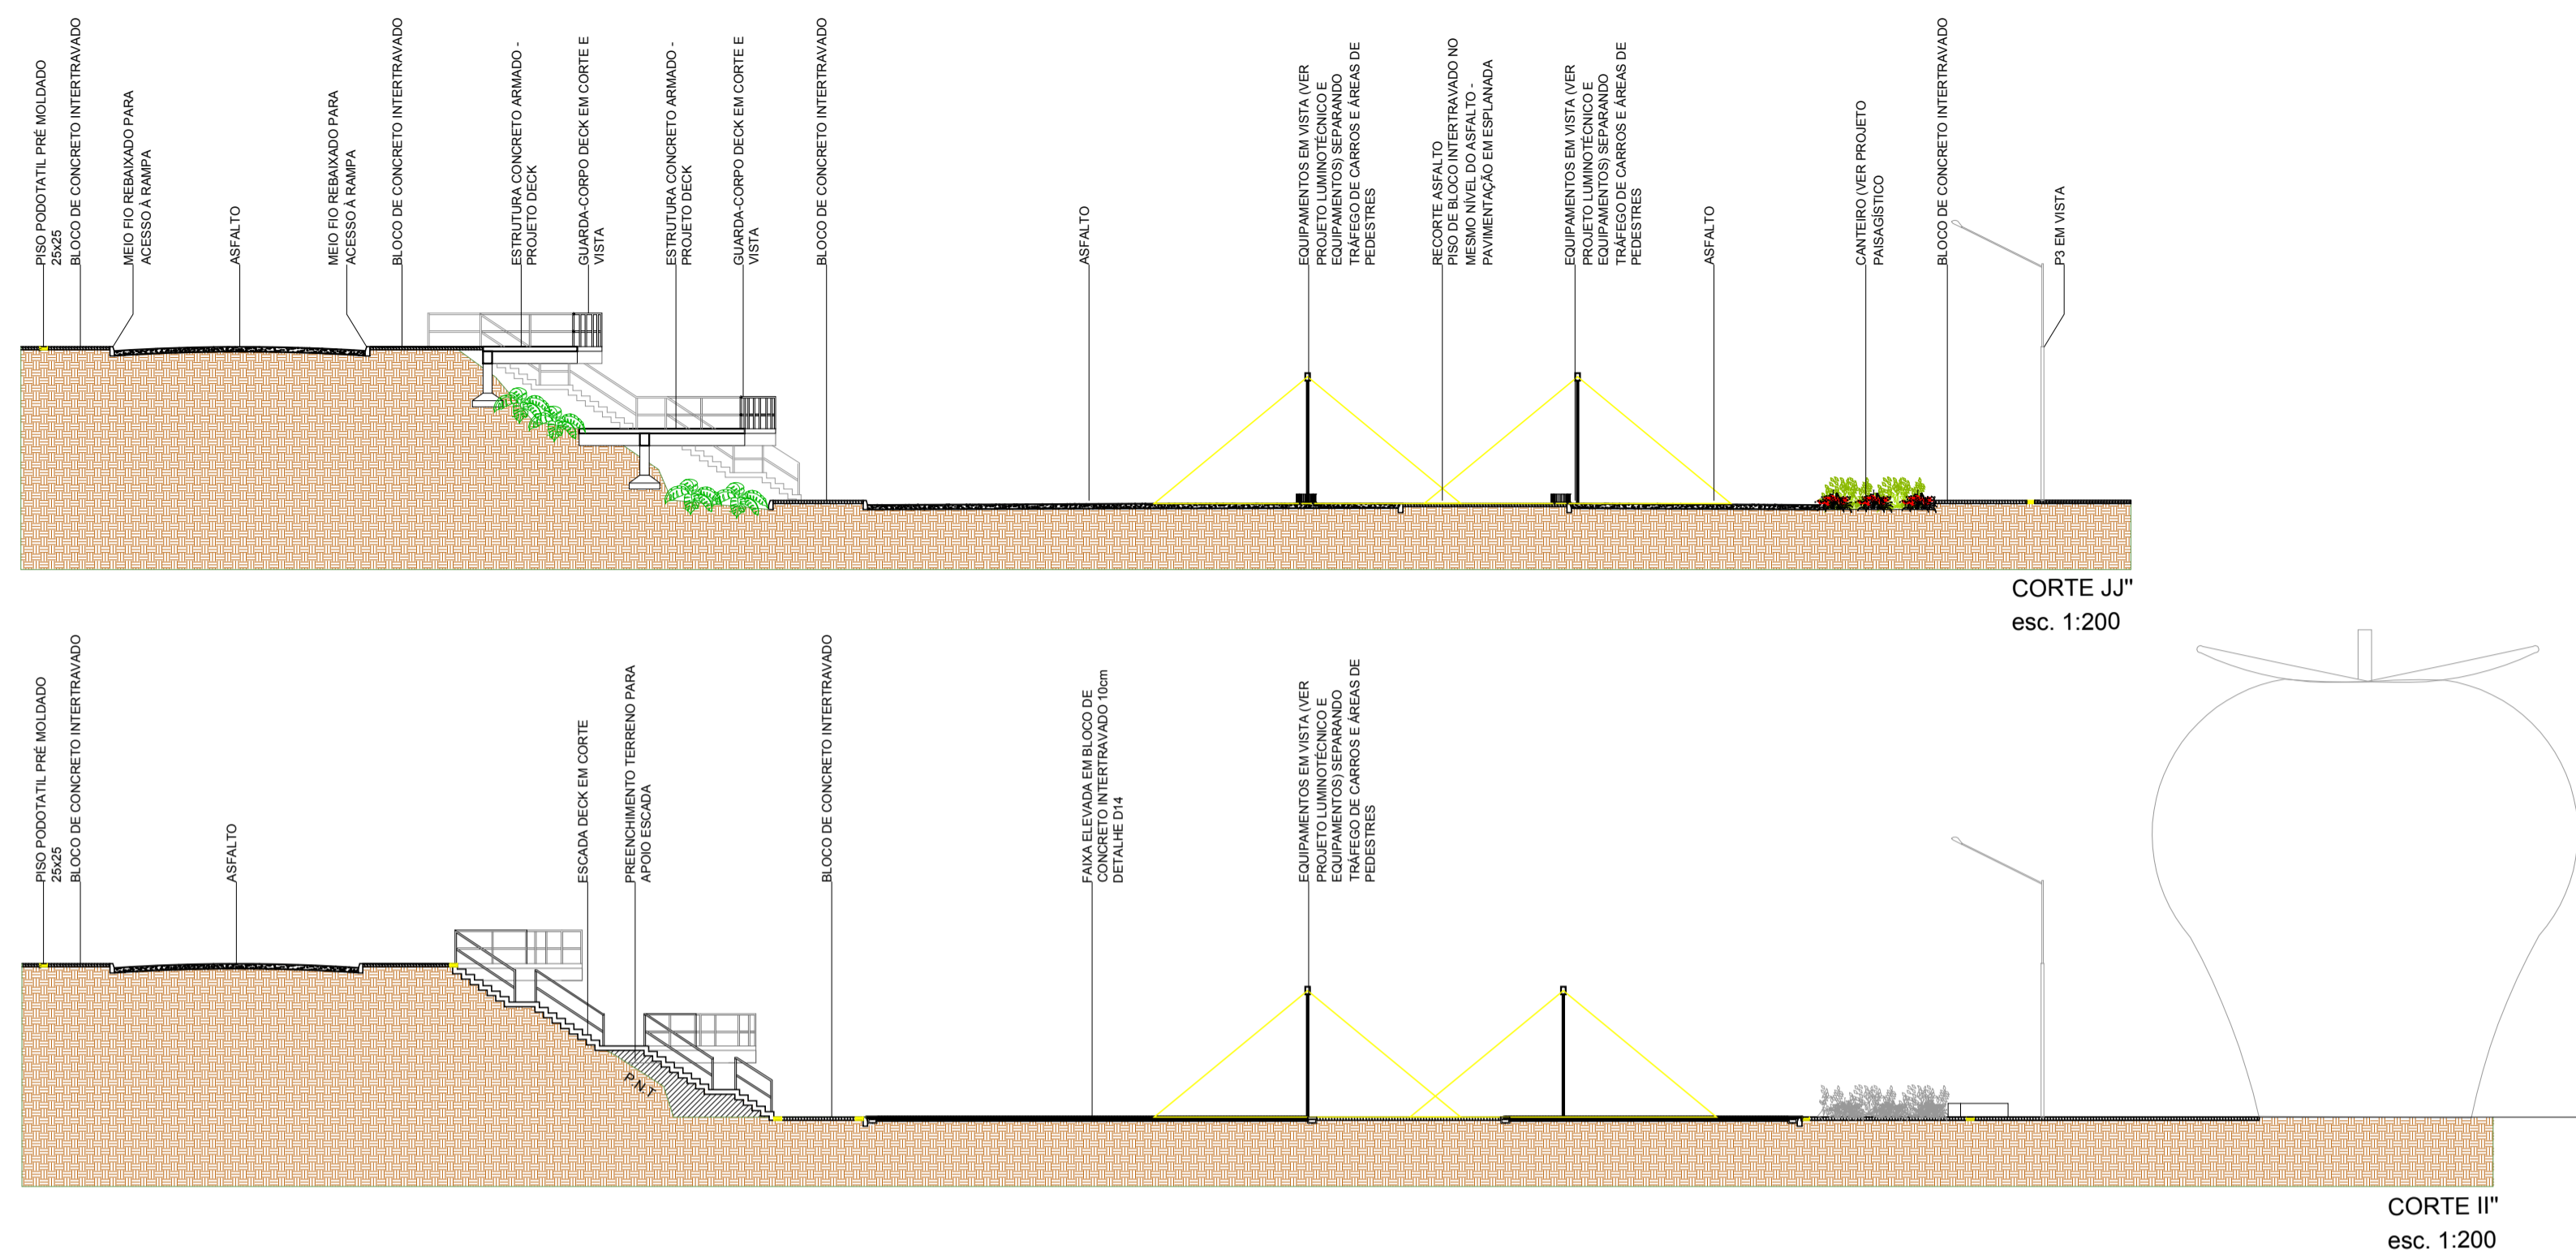 PISO PODOTATIL PRÉ MOLDADO
25x25
BLOCO DE CONCRETO INTERTRAVADO
MEIO FIO REBAIXADO PARA
ACESSO À RAMPA
ASFALTO
MEIO FIO REBAIXADO PARA
ACESSO À RAMPA
BLOCO DE CONCRETO INTERTRAVADO
ESTRUTURA CONCRETO ARMADO -
PROJETO DECK
GUARDA-CORPO DECK EM CORTE E
VISTA
ESTRUTURA CONCRETO ARMADO -
PROJETO DECK
GUARDA-CORPO DECK EM CORTE E
VISTA
BLOCO DE CONCRETO INTERTRAVADO
ASFALTO
EQUIPAMENTOS EM VISTA (VER
PROJETO LUMINOTÉCNICO E
EQUIPAMENTOS) SEPARANDO
TRÁFEGO DE CARROS E ÁREAS DE
PEDESTRES
RECORTE ASFALTO
PISO DE BLOCO INTERTRAVADO NO
MESMO NÍVEL DO ASFALTO -
PAVIMENTAÇÃO EM ESPLANADA
EQUIPAMENTOS EM VISTA (VER
PROJETO LUMINOTÉCNICO E
EQUIPAMENTOS) SEPARANDO
TRÁFEGO DE CARROS E ÁREAS DE
PEDESTRES
ASFALTO
CANTEIRO (VER PROJETO
PAISAGÍSTICO
BLOCO DE CONCRETO INTERTRAVADO
P3 EM VISTA
CORTE JJ"
esc. 1:200
PISO PODOTATIL PRÉ MOLDADO
25x25
BLOCO DE CONCRETO INTERTRAVADO
ASFALTO
ESCADA DECK EM CORTE
PREENCHIMENTO TERRENO PARA
APOIO ESCADA
BLOCO DE CONCRETO INTERTRAVADO
FAIXA ELEVADA EM BLOCO DE
CONCRETO INTERTRAVADO 10cm
DETALHE D14
EQUIPAMENTOS EM VISTA (VER
PROJETO LUMINOTÉCNICO E
EQUIPAMENTOS) SEPARANDO
TRÁFEGO DE CARROS E ÁREAS DE
PEDESTRES
P.N.T
CORTE II"
esc. 1:200